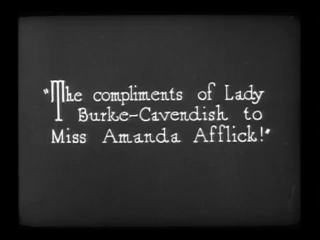 "The compliments of Lady
Burke-Cavendish to
Miss Amanda Afflick!"